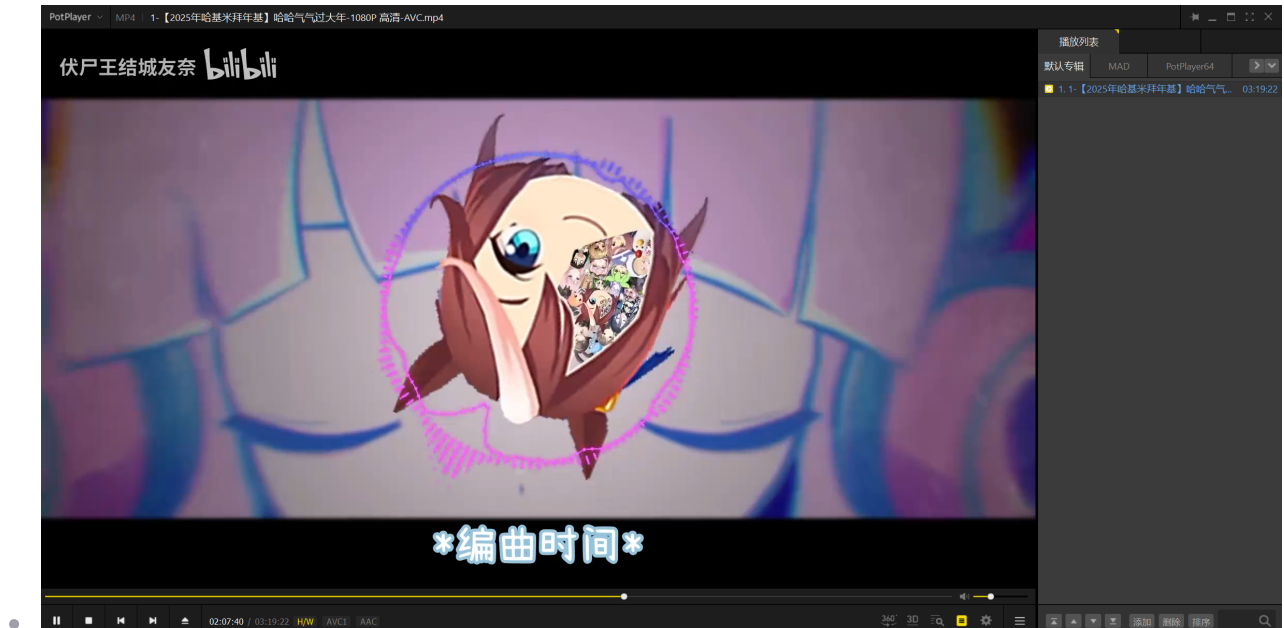 PotPlayer MP4 1-【2025年哈基米拜年基】哈哈气气过大年-1080P 高清-AVC.mp4
播放列表
伏尸王结城友奈 bilibili
默认专辑 MAD PotPlayer64
1. 1-【2025年哈基米拜年基】哈哈气气... 03:19:22
*编曲时间*
02:07:40 / 03:19:22 H/W AVC1 AAC
360° 3D
添加 删除 排序